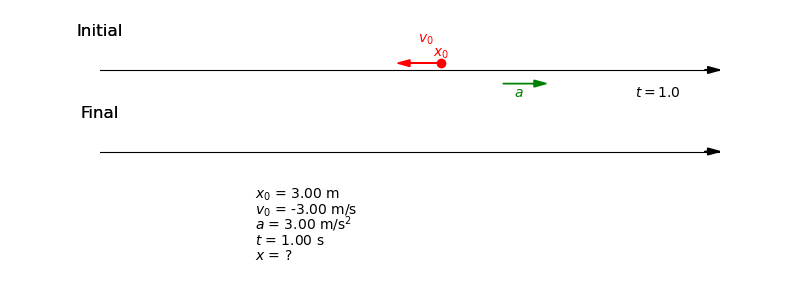 Initial
v₀
x₀
a
t = 1.0
Final
x₀ = 3.00 m
v₀ = -3.00 m/s
a = 3.00 m/s²
t = 1.00 s
x = ?